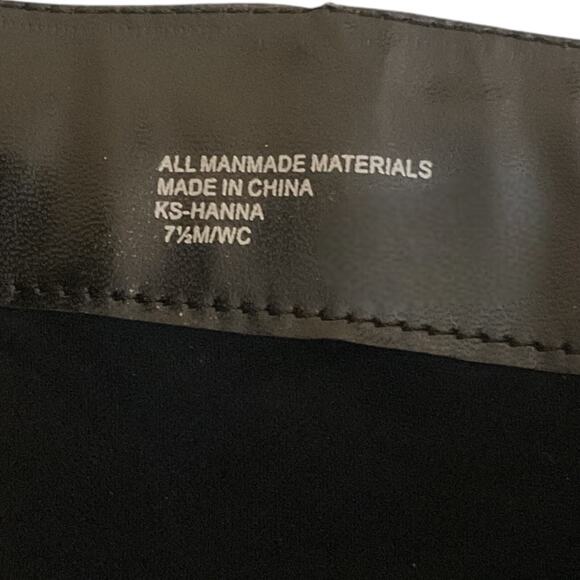 ALL MANMADE MATERIALS
MADE IN CHINA
KS-HANNA
7½M/WC